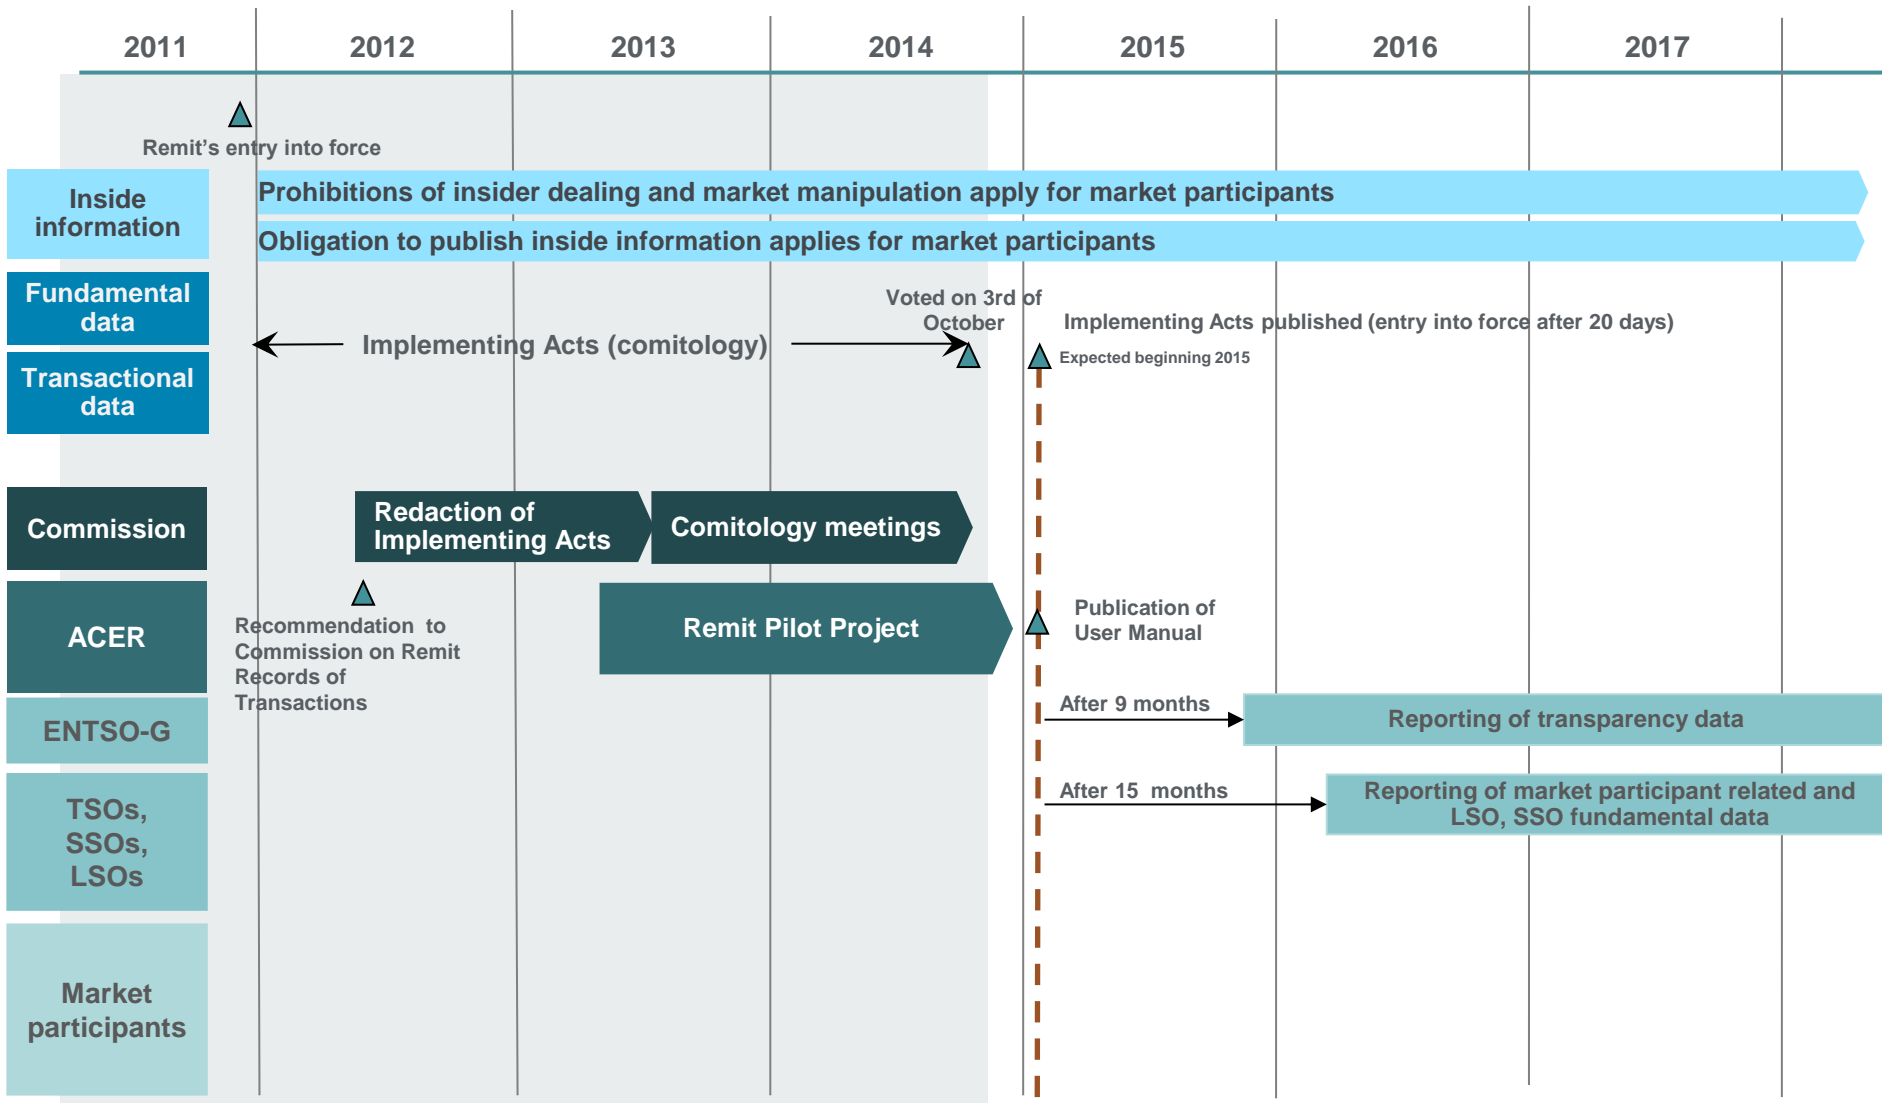 2011 2012 2013 2014 2015 2016 2017
Remit's entry into force
Inside
information
Prohibitions of insider dealing and market manipulation apply for market participants
Obligation to publish inside information applies for market participants
Fundamental
data
Transactional
data
Implementing Acts (comitology)
Voted on 3rd of
October
Implementing Acts published (entry into force after 20 days)
Expected beginning 2015
Commission
Redaction of
Implementing Acts
Comitology meetings
ACER
Recommendation to
Commission on Remit
Records of
Transactions
Remit Pilot Project
Publication of
User Manual
ENTSO-G
After 9 months
Reporting of transparency data
TSOs,
SSOs,
LSOs
After 15 months
Reporting of market participant related and
LSO, SSO fundamental data
Market
participants